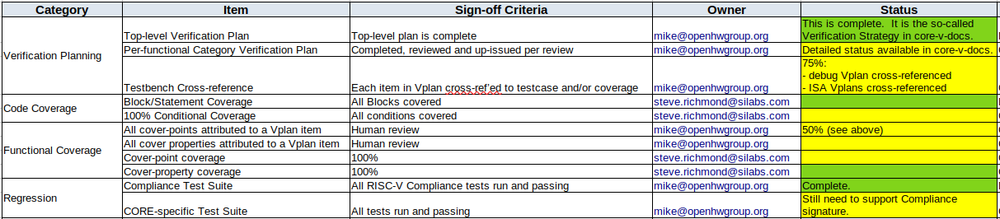 Category Item Sign-off Criteria Owner Status
Verification Planning
Top-level Verification Plan Top-level plan is complete mike@openhwgroup.org This is complete. It is the so-called
Verification Strategy in core-v-docs.
Per-functional Category Verification Plan Completed, reviewed and up-issued per review mike@openhwgroup.org Detailed status available in core-v-docs.
Testbench Cross-reference Each item in Vplan cross-ref'ed to testcase and/or coverage mike@openhwgroup.org 75%:
- debug Vplan cross-referenced
- ISA Vplans cross-referenced
Code Coverage
Block/Statement Coverage All Blocks covered steve.richmond@silabs.com
100% Conditional Coverage All conditions covered steve.richmond@silabs.com
Functional Coverage
All cover-points attributed to a Vplan item Human review mike@openhwgroup.org 50% (see above)
All cover properties attributed to a Vplan item Human review mike@openhwgroup.org
Cover-point coverage 100% steve.richmond@silabs.com
Cover-property coverage 100% steve.richmond@silabs.com
Regression
Compliance Test Suite All RISC-V Compliance tests run and passing mike@openhwgroup.org Complete.
CORE-specific Test Suite All tests run and passing mike@openhwgroup.org Still need to support Compliance
signature.